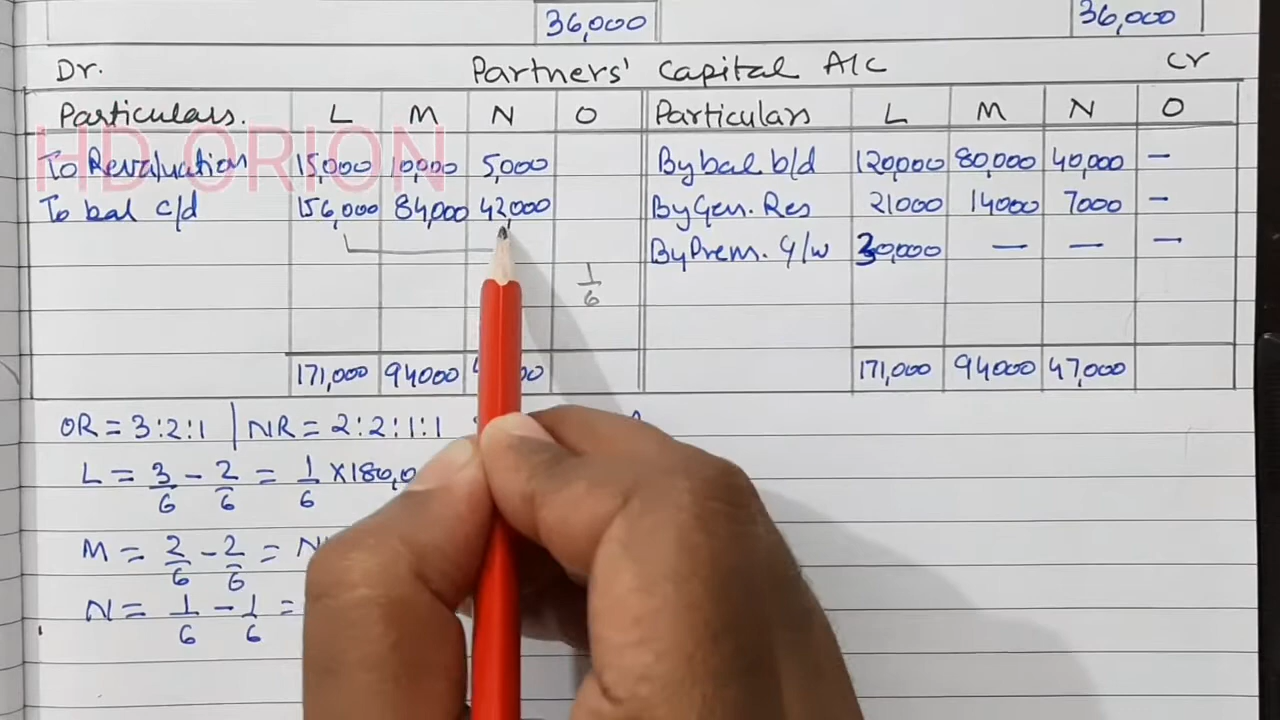 36,000 36,000
Dr. Partners' Capital A/C Cr
Particulars. L M N O Particulars L M N O
HD ORION
To Revaluation 15,000 10,000 5,000 By bal b/d 120,000 80,000 40,000 —
To bal c/d 156,000 84,000 42,000 By Gen. Res 21000 14000 7000 —
By Prem. G/w 30,000 — — —
1/6
171,000 94000 171,000 94000 47,000
OR = 3:2:1 | NR = 2:2:1:1
L = 3/6 - 2/6 = 1/6 ×180,0
M = 2/6 - 2/6 = N
N = 1/6 - 1/6 =